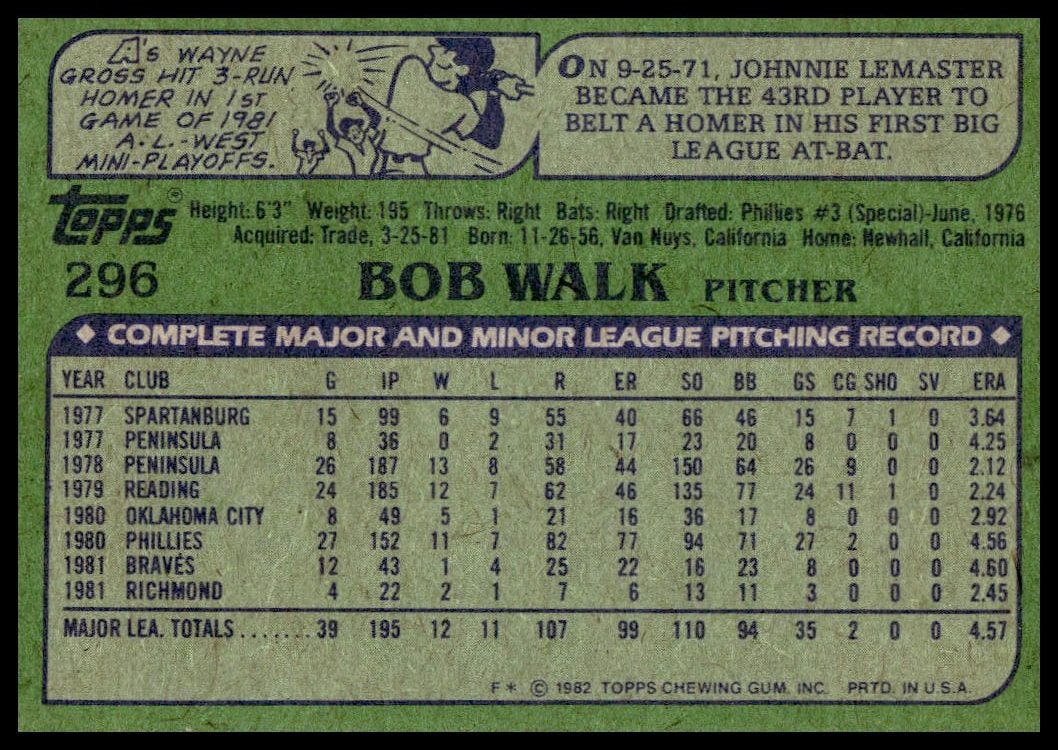 A's WAYNE
GROSS HIT 3-RUN
HOMER IN 1ST
GAME OF 1981
A.L.-WEST
MINI-PLAYOFFS.
ON 9-25-71, JOHNNIE LEMASTER
BECAME THE 43RD PLAYER TO
BELT A HOMER IN HIS FIRST BIG
LEAGUE AT-BAT.
TOPPS®
Height: 6'3" Weight: 195 Throws: Right Bats: Right Drafted: Phillies #3 (Special)-June, 1976
Acquired: Trade, 3-25-81 Born: 11-26-56, Van Nuys, California Home: Newhall, California
296 BOB WALK PITCHER
◆ COMPLETE MAJOR AND MINOR LEAGUE PITCHING RECORD ◆
YEAR CLUB G IP W L R ER SO BB GS CG SHO SV ERA
1977 SPARTANBURG 15 99 6 9 55 40 66 46 15 7 1 0 3.64
1977 PENINSULA 8 36 0 2 31 17 23 20 8 0 0 0 4.25
1978 PENINSULA 26 187 13 8 58 44 150 64 26 9 0 0 2.12
1979 READING 24 185 12 7 62 46 135 77 24 11 1 0 2.24
1980 OKLAHOMA CITY 8 49 5 1 21 16 36 17 8 0 0 0 2.92
1980 PHILLIES 27 152 11 7 82 77 94 71 27 2 0 0 4.56
1981 BRAVES 12 43 1 4 25 22 16 23 8 0 0 0 4.60
1981 RICHMOND 4 22 2 1 7 6 13 11 3 0 0 0 2.45
MAJOR LEA. TOTALS....... 39 195 12 11 107 99 110 94 35 2 0 0 4.57
F * © 1982 TOPPS CHEWING GUM, INC. PRTD. IN U.S.A.